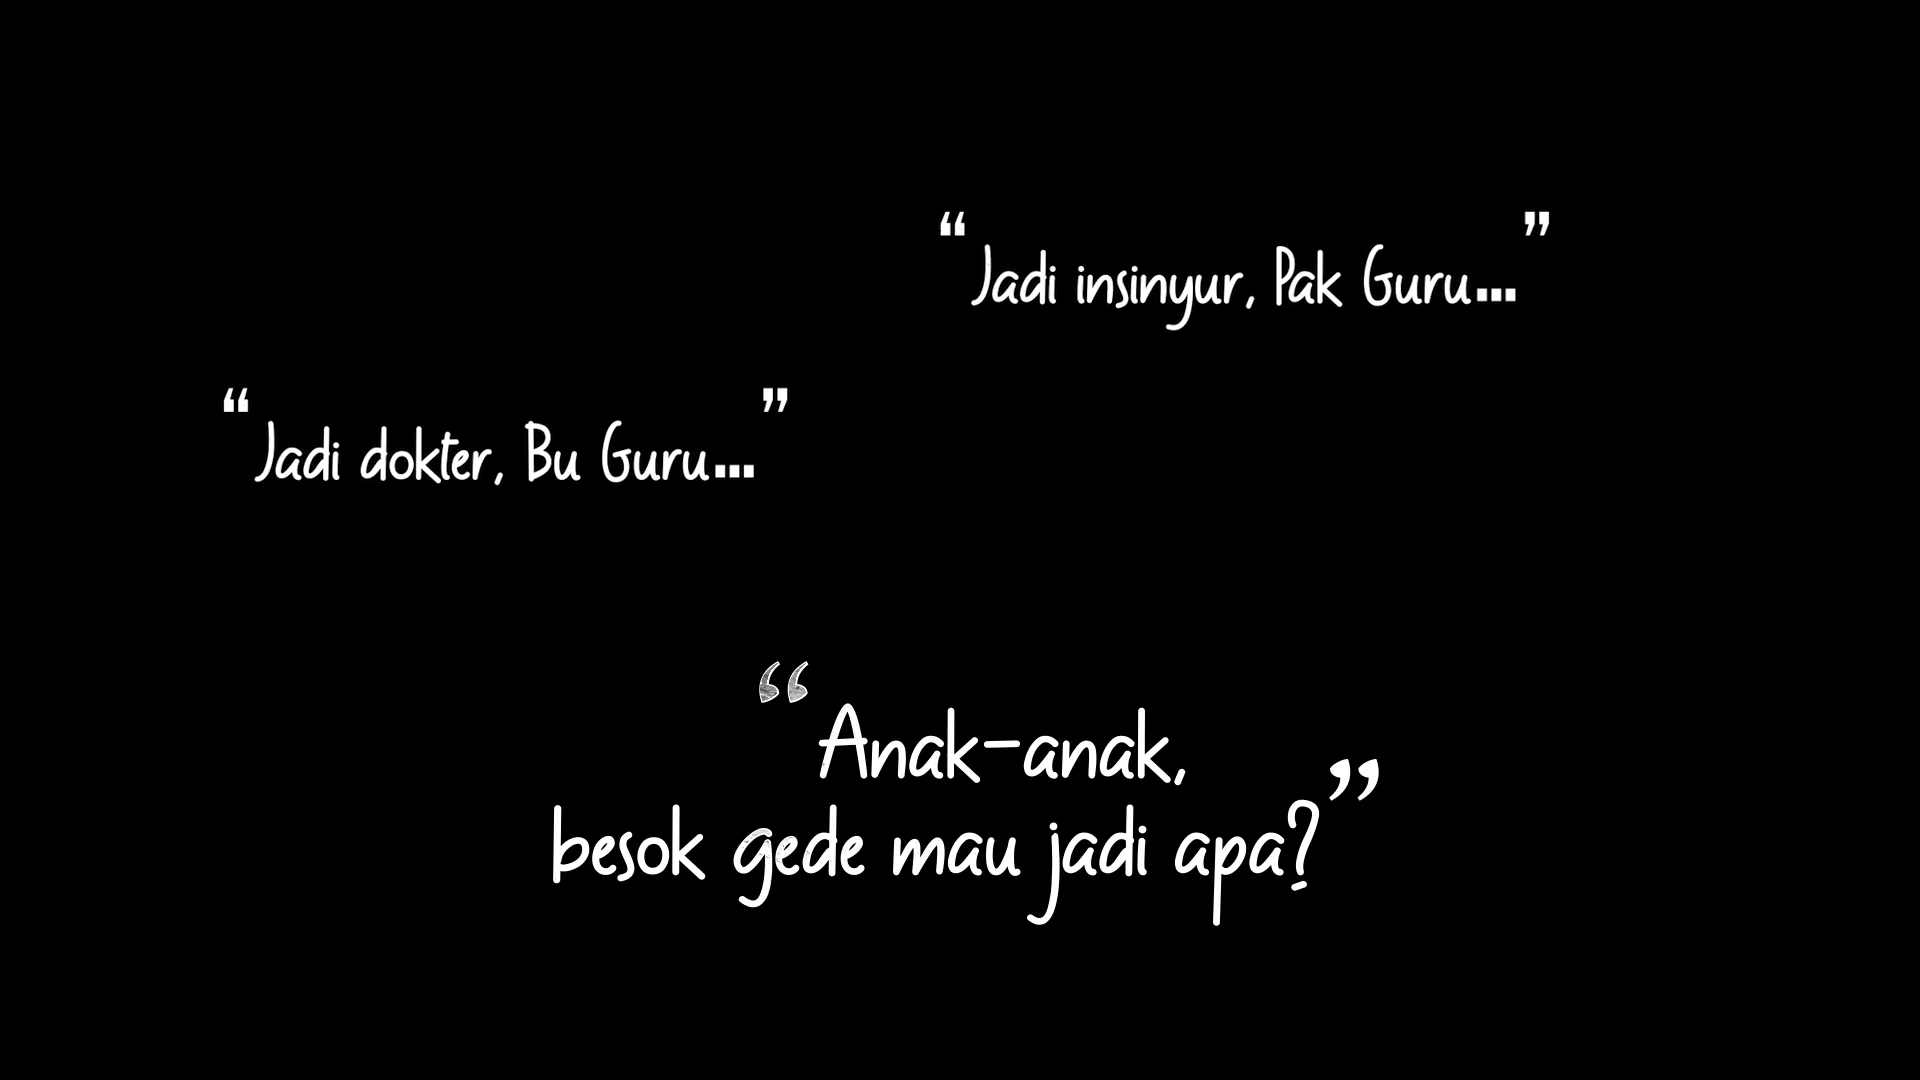 “Jadi insinyur, Pak Guru...”
“Jadi dokter, Bu Guru...”
“Anak-anak,
besok gede mau jadi apa?”